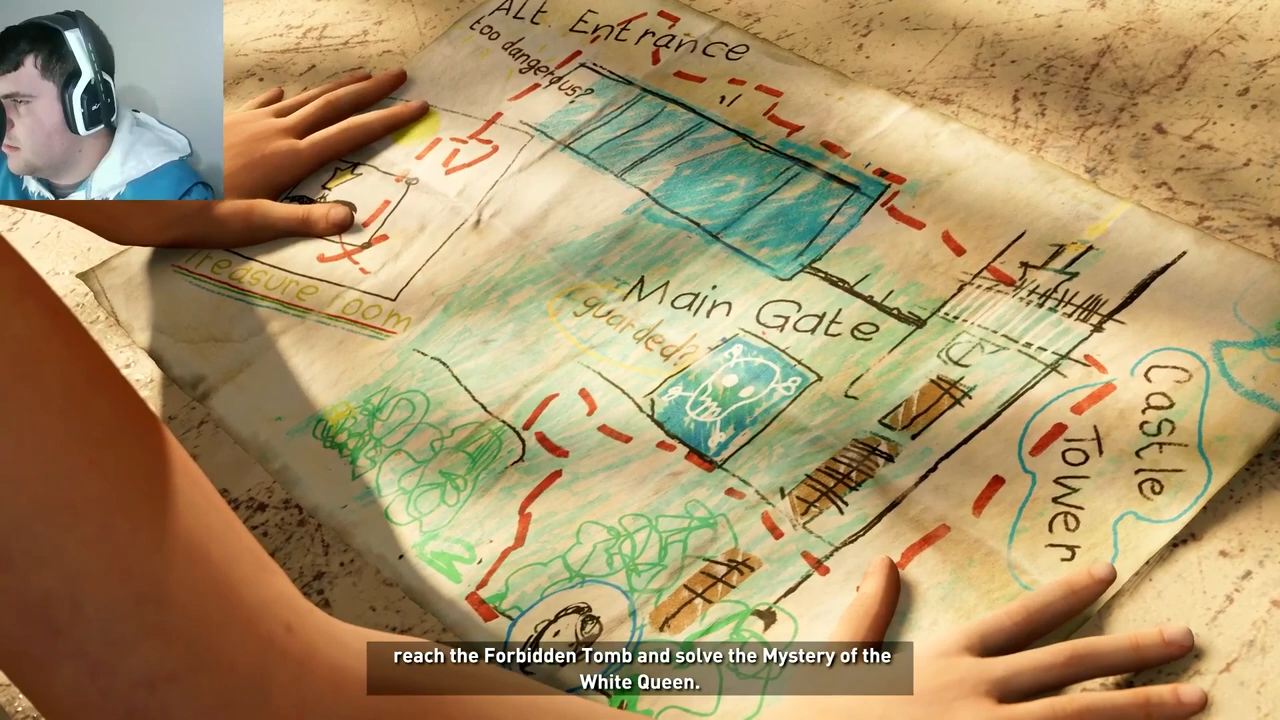 Alt. Entrance
too dangerous?
Treasure room
Main Gate
guarded?
Castle
Tower
reach the Forbidden Tomb and solve the Mystery of the
White Queen.